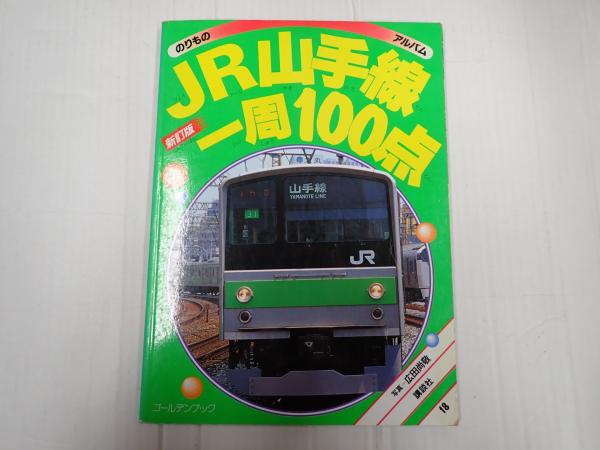 のりもの
アルバム
JR山手線
一周100点
新訂版
山手線
YAMANOTE LINE
31
JR
写真－広田尚敬
講談社
18
ゴールデンブック